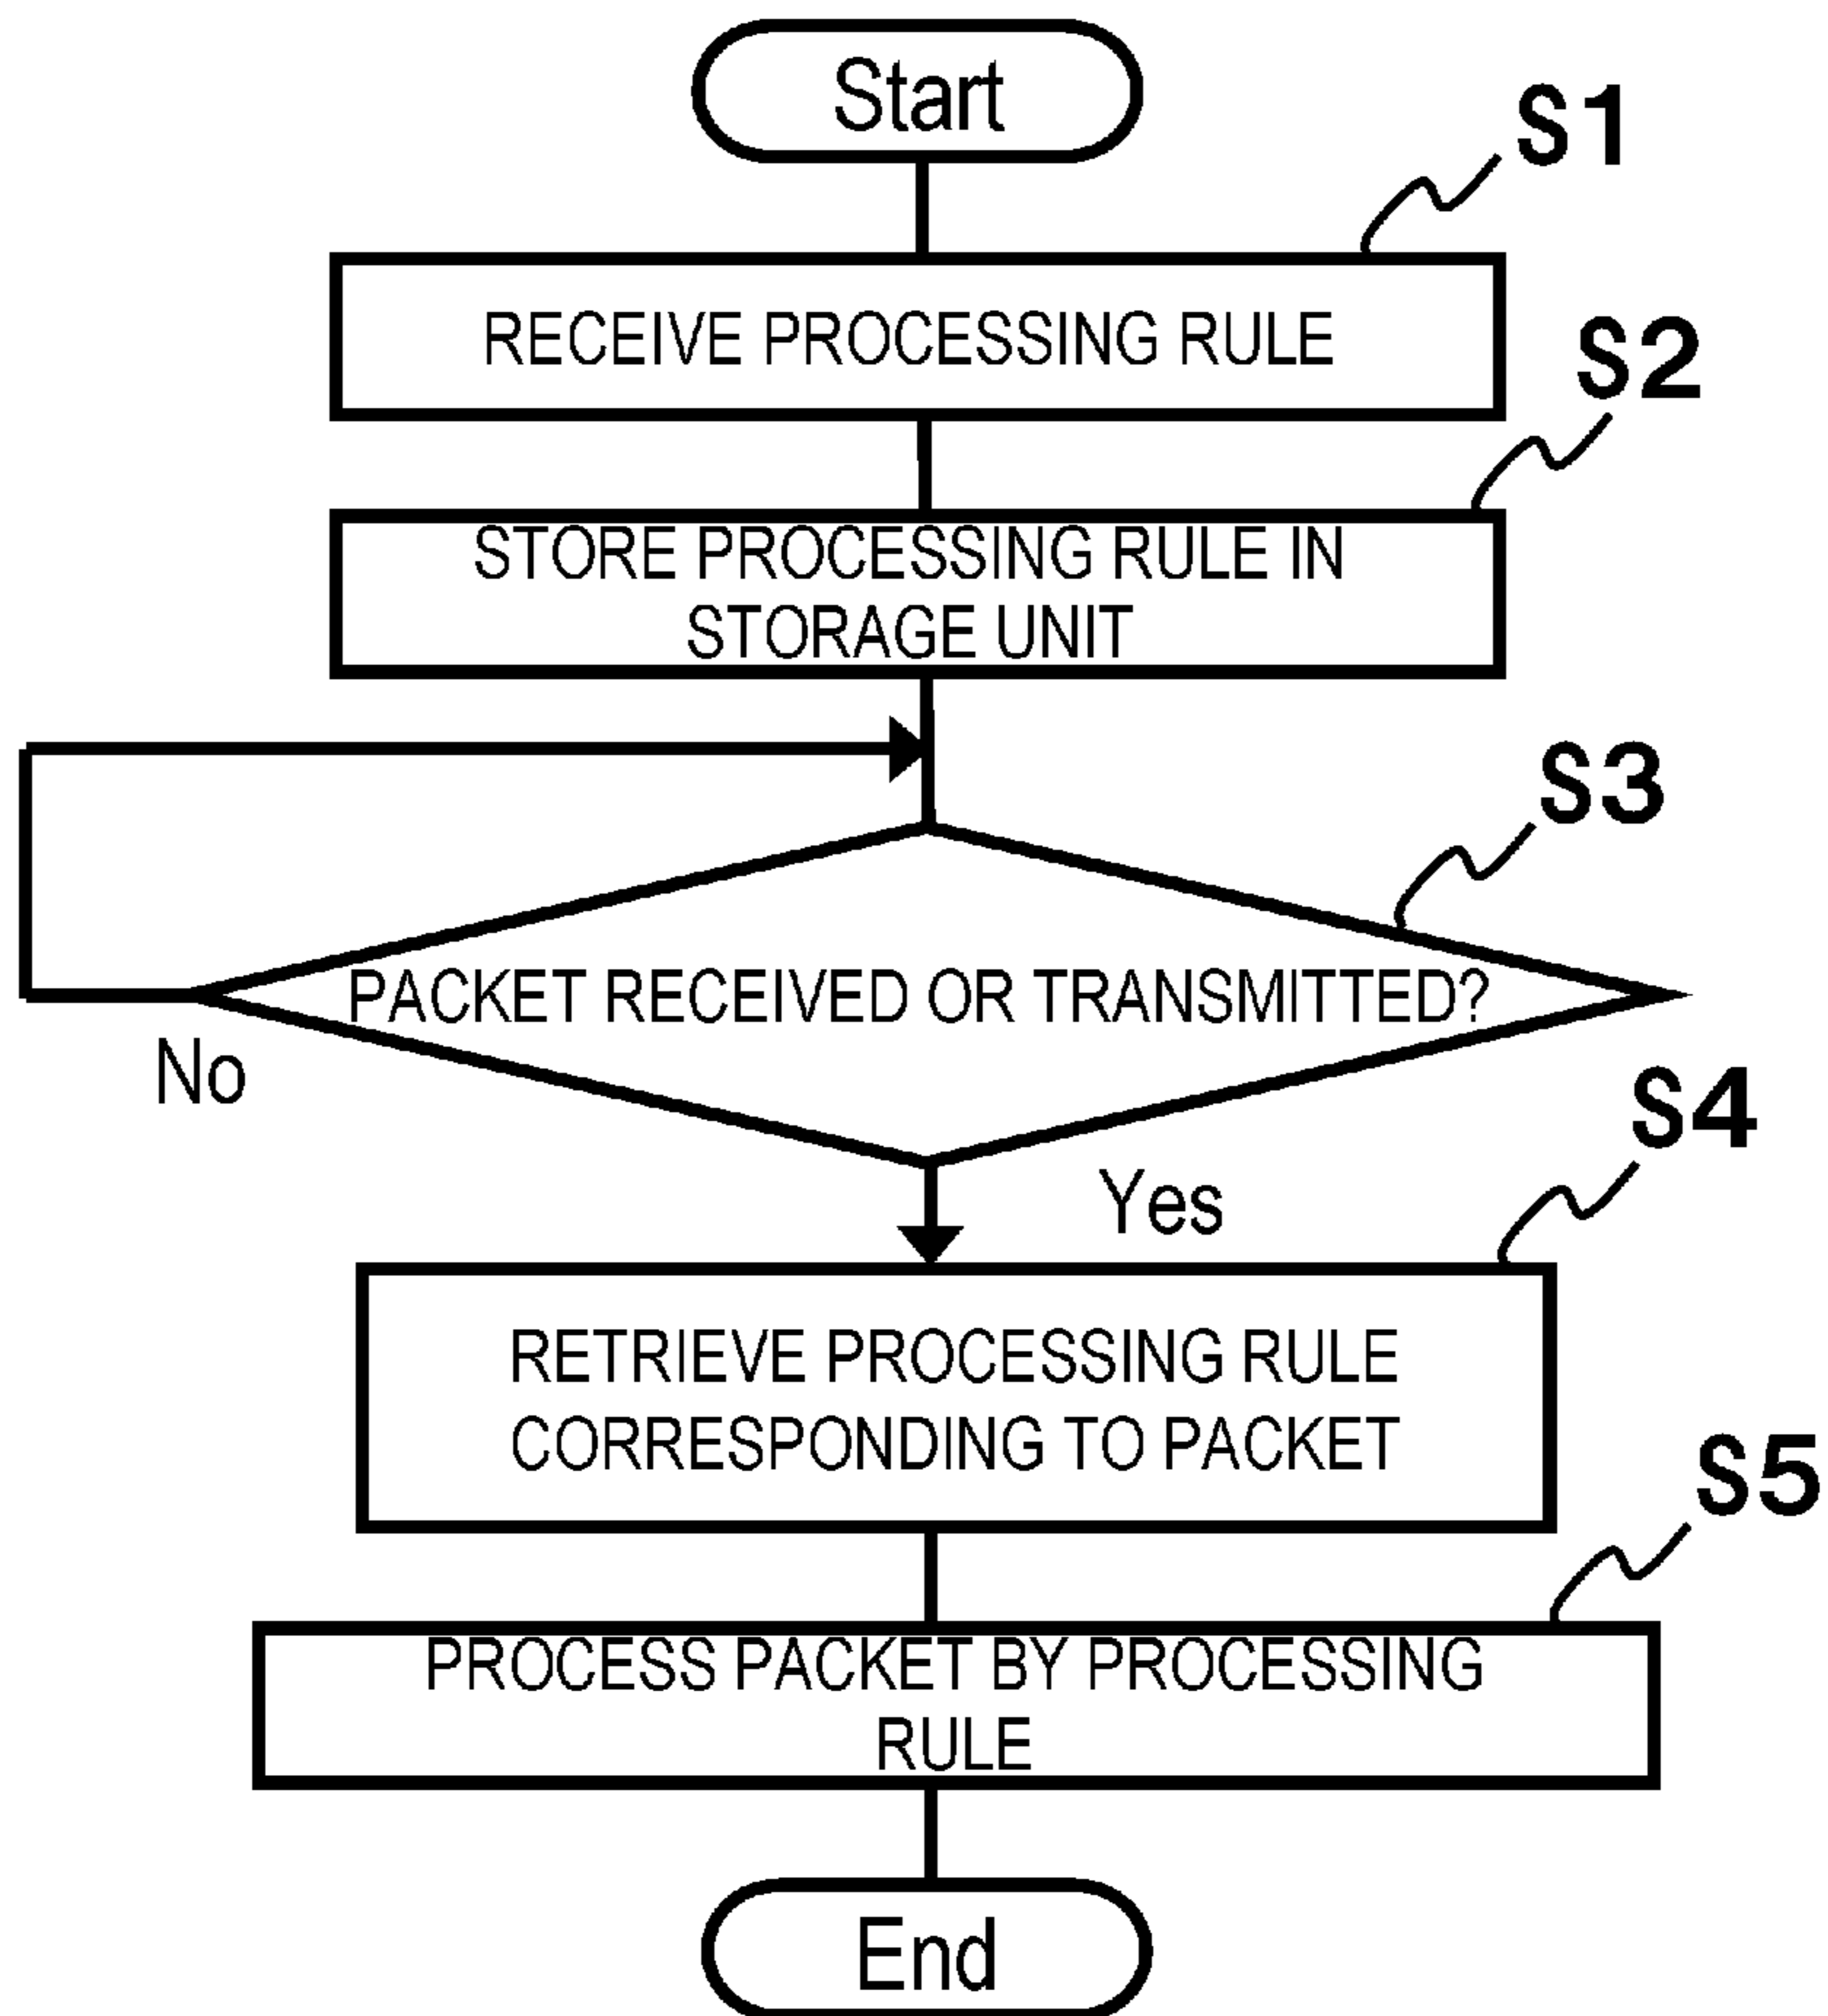 Start
S1
RECEIVE PROCESSING RULE
S2
STORE PROCESSING RULE IN
STORAGE UNIT
S3
PACKET RECEIVED OR TRANSMITTED?
No
Yes
S4
RETRIEVE PROCESSING RULE
CORRESPONDING TO PACKET
S5
PROCESS PACKET BY PROCESSING
RULE
End